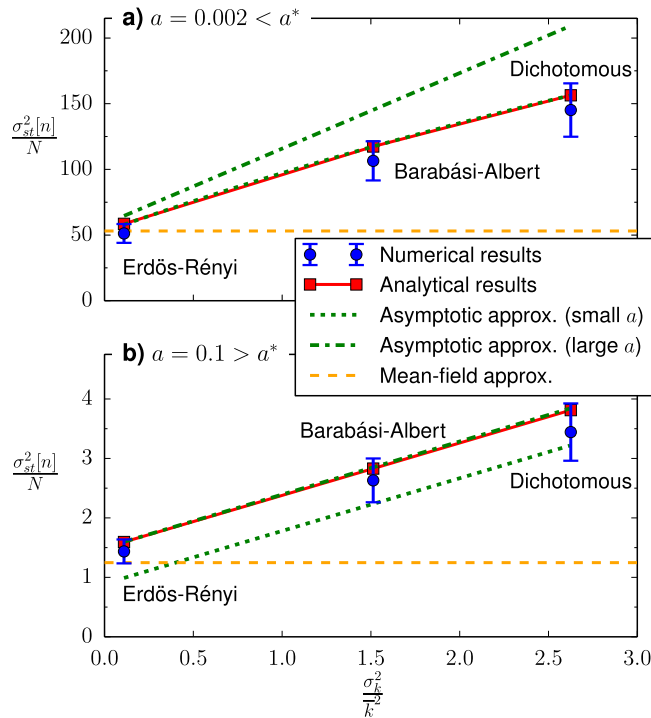 a) a = 0.002 < a*
200
150
100
50
0
σ²ₛₜ[n]/N
Dichotomous
Barabási-Albert
Erdös-Rényi
Numerical results
Analytical results
Asymptotic approx. (small a)
Asymptotic approx. (large a)
Mean-field approx.
b) a = 0.1 > a*
4
3
2
1
0
σ²ₛₜ[n]/N
Barabási-Albert
Dichotomous
Erdös-Rényi
0.0 0.5 1.0 1.5 2.0 2.5 3.0
σ²ₖ/k̅²